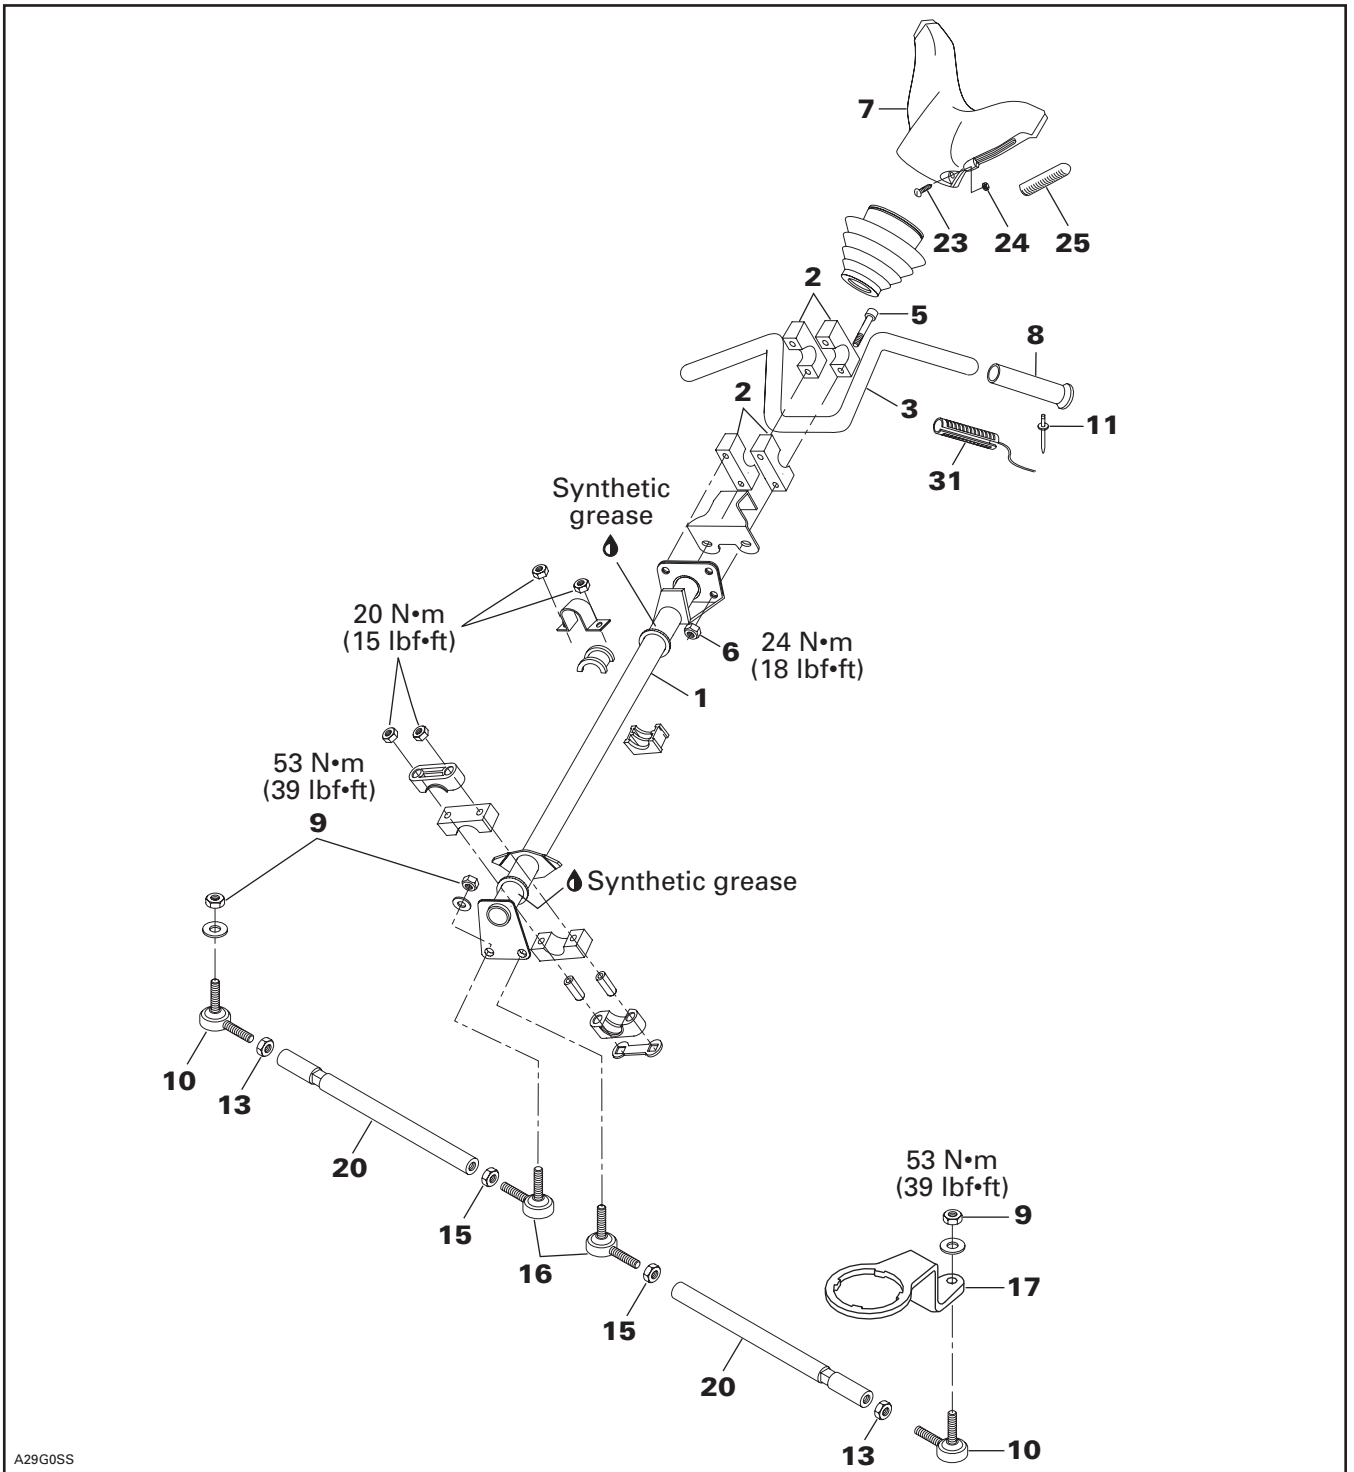 7
23
24
25
2
5
8
2
3
11
31
Synthetic
grease
20 N•m
(15 lbf•ft)
6
24 N•m
(18 lbf•ft)
1
53 N•m
(39 lbf•ft)
9
Synthetic grease
10
13
20
15
16
15
20
53 N•m
(39 lbf•ft)
9
17
13
10
A29G0SS